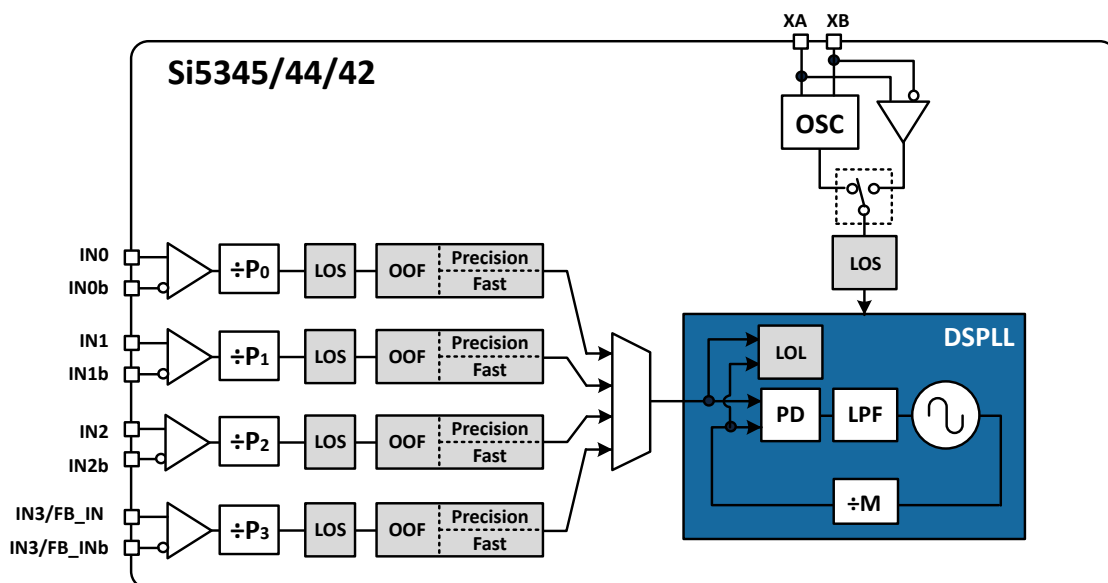 XA XB
Si5345/44/42
OSC
LOS
IN0
IN0b
÷P0
LOS
OOF
Precision
Fast
IN1
IN1b
÷P1
LOS
OOF
Precision
Fast
IN2
IN2b
÷P2
LOS
OOF
Precision
Fast
IN3/FB_IN
IN3/FB_INb
÷P3
LOS
OOF
Precision
Fast
DSPLL
LOL
PD
LPF
÷M